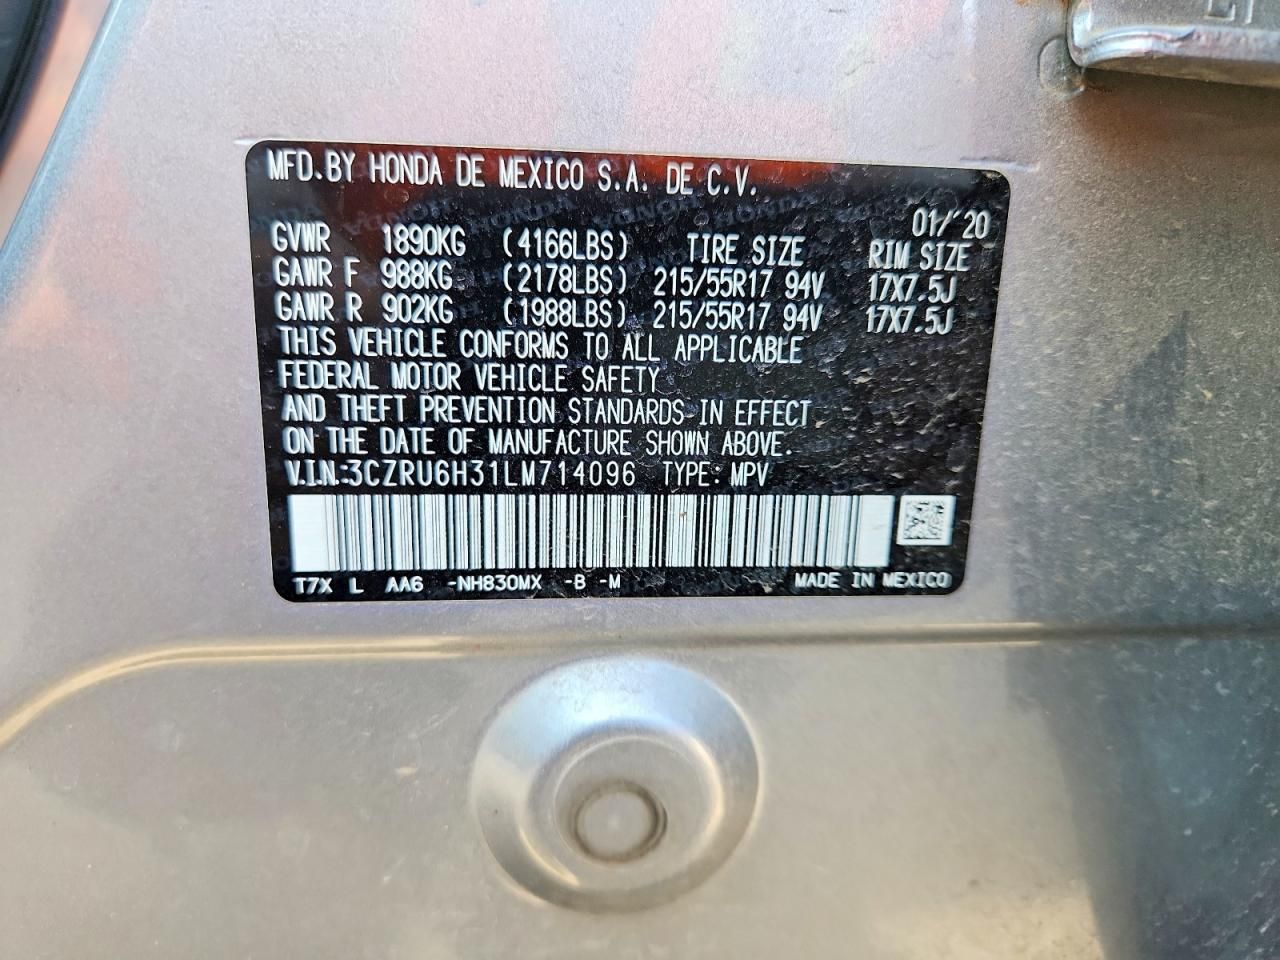 MFD.BY HONDA DE MEXICO S.A. DE C.V.
01/'20
GVWR 1890KG (4166LBS) TIRE SIZE RIM SIZE
GAWR F 988KG (2178LBS) 215/55R17 94V 17X7.5J
GAWR R 902KG (1988LBS) 215/55R17 94V 17X7.5J
THIS VEHICLE CONFORMS TO ALL APPLICABLE
FEDERAL MOTOR VEHICLE SAFETY
AND THEFT PREVENTION STANDARDS IN EFFECT
ON THE DATE OF MANUFACTURE SHOWN ABOVE.
V.I.N:3CZRU6H31LM714096 TYPE: MPV
T7X L AA6 -NH830MX -B -M MADE IN MEXICO